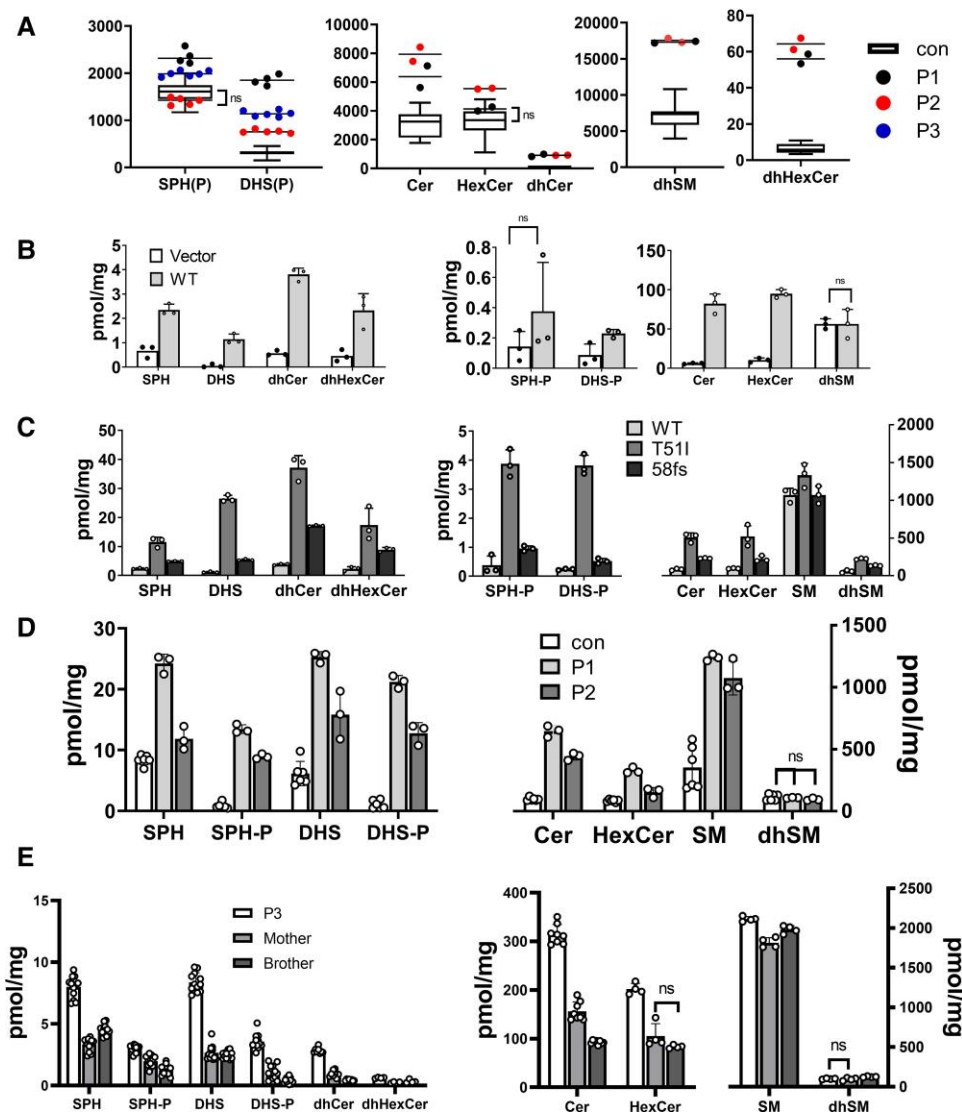 A
3000
2000
1000
0
ns
SPH(P) DHS(P)
10000
8000
6000
4000
2000
0
ns
Cer HexCer dhCer
20000
15000
10000
5000
0
dhSM
80
60
40
20
0
dhHexCer
con
P1
P2
P3
B
pmol/mg
5
4
3
2
1
0
Vector
WT
SPH DHS dhCer dhHexCer
pmol/mg
0.8
0.6
0.4
0.2
0.0
ns
SPH-P DHS-P
100
50
0
ns
Cer HexCer dhSM
C
pmol/mg
50
40
30
20
10
0
SPH DHS dhCer dhHexCer
5
4
3
2
1
0
SPH-P DHS-P
WT
T51I
58fs
2000
1500
1000
500
0
Cer HexCer SM dhSM
D
pmol/mg
30
20
10
0
SPH SPH-P DHS DHS-P
con
P1
P2
ns
1500
1000
500
0
pmol/mg
Cer HexCer SM dhSM
E
pmol/mg
15
10
5
0
P3
Mother
Brother
SPH SPH-P DHS DHS-P dhCer dhHexCer
400
300
200
100
0
ns
Cer HexCer
ns
2500
2000
1500
1000
500
0
pmol/mg
SM dhSM